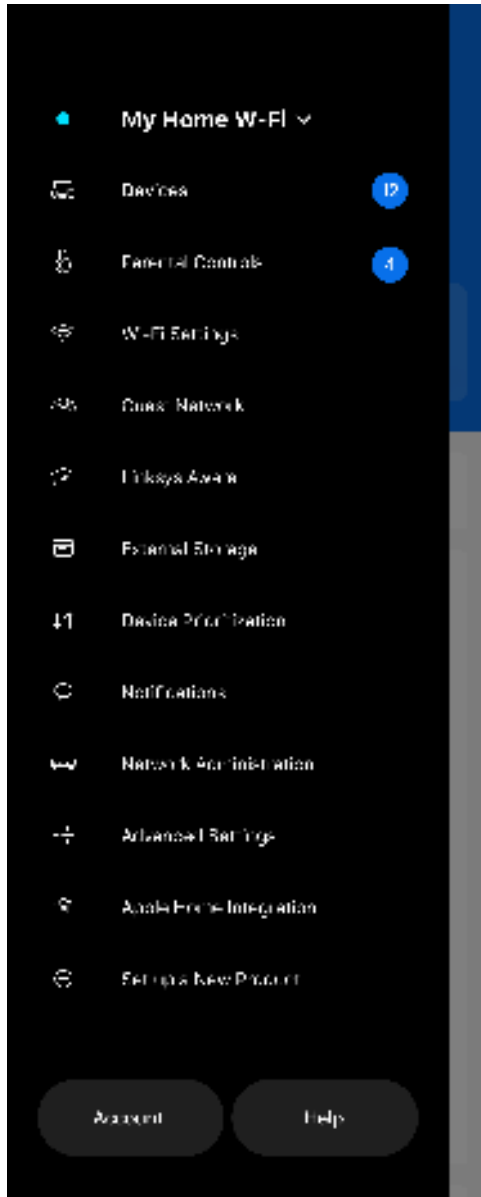 My Home W-Fi
Devices
12
Parental Controls
4
Wi-Fi Settings
Guest Network
Linksys Aware
External Storage
Device Prioritization
Notifications
Network Administration
Advanced Settings
Apple Home Integration
Set up a New Product
Account
Help